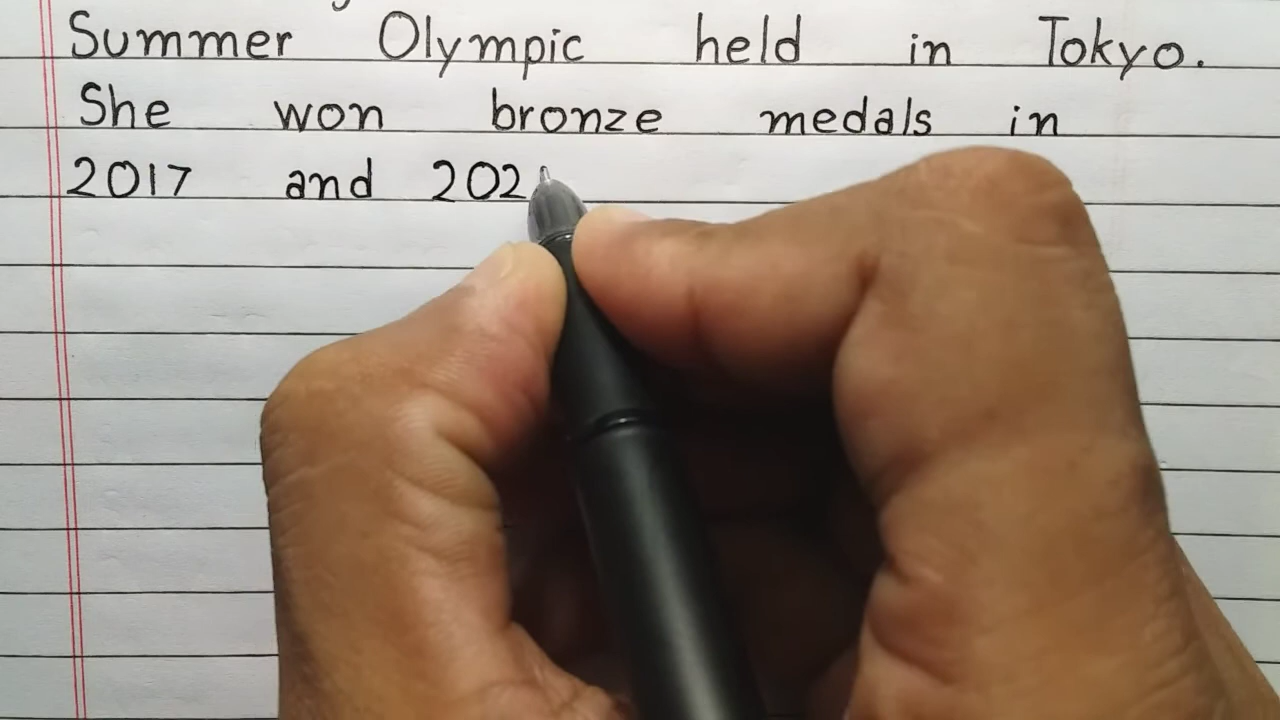 Summer Olympic held in Tokyo.
She won bronze medals in
2017 and 202